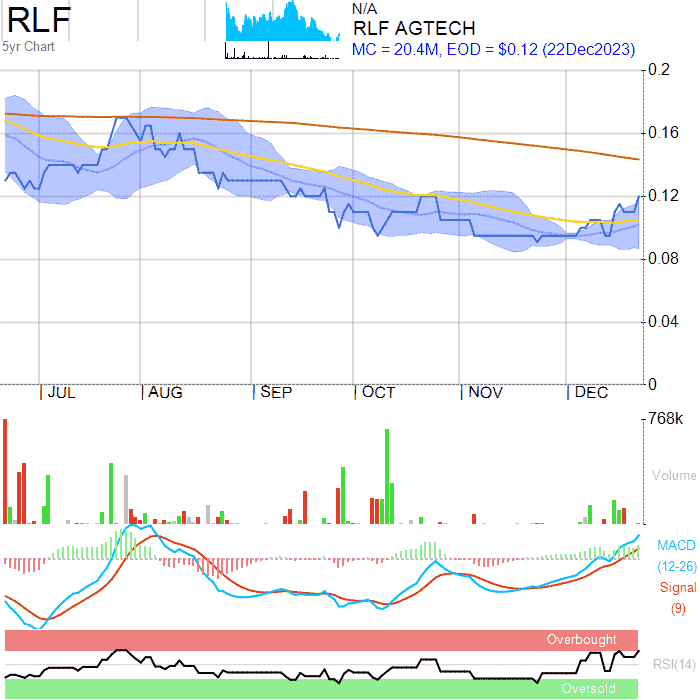 RLF
5yr Chart
N/A
RLF AGTECH
MC = 20.4M, EOD = $0.12 (22Dec2023)
0.2
0.16
0.12
0.08
0.04
0
JUL AUG SEP OCT NOV DEC
768k
Volume
MACD
(12-26)
Signal
(9)
Overbought
RSI(14)
Oversold